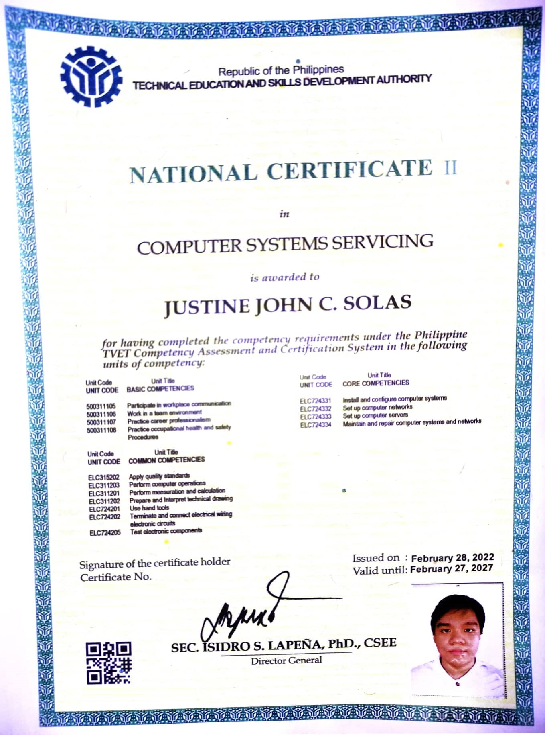 Republic of the Philippines
TECHNICAL EDUCATION AND SKILLS DEVELOPMENT AUTHORITY
NATIONAL CERTIFICATE II
in
COMPUTER SYSTEMS SERVICING
is awarded to
JUSTINE JOHN C. SOLAS
for having completed the competency requirements under the Philippine
TVET Competency Assessment and Certification System in the following
units of competency:
Unit Code Unit Title
UNIT CODE BASIC COMPETENCIES
500311105 Participate in workplace communication
500311106 Work in a team environment
500311107 Practice career professionalism
500311108 Practice occupational health and safety
Procedures
Unit Code Unit Title
UNIT CODE COMMON COMPETENCIES
ELC315202 Apply quality standards
ELC311203 Perform computer operations
ELC311201 Perform mensuration and calculation
ELC311202 Prepare and Interpret technical drawing
ELC724201 Use hand tools
ELC724202 Terminate and connect electrical wiring
electronic circuits
ELC724205 Test electronic components
Unit Code Unit Title
UNIT CODE CORE COMPETENCIES
ELC724331 Install and configure computer systems
ELC724332 Set up computer networks
ELC724333 Set up computer servers
ELC724334 Maintain and repair computer systems and networks
Signature of the certificate holder
Certificate No.
Issued on : February 28, 2022
Valid until: February 27, 2027
SEC. ISIDRO S. LAPEÑA, PhD., CSEE
Director General